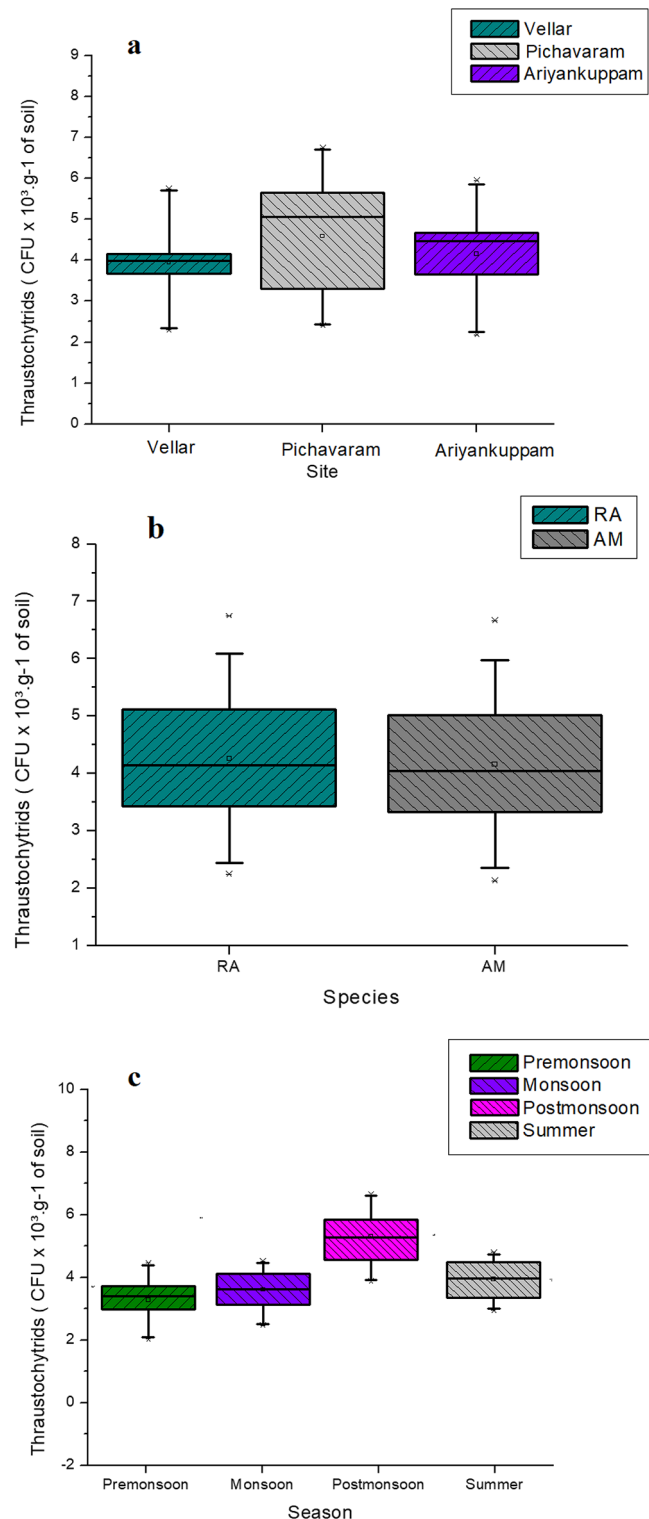 a
Vellar
Pichavaram
Ariyankuppam
Thraustochytrids ( CFU x 10³.g-1 of soil)
9
8
7
6
5
4
3
2
1
0
Vellar
Pichavaram
Ariyankuppam
Site
b
RA
AM
Thraustochytrids ( CFU x 10³.g-1 of soil)
8
7
6
5
4
3
2
1
RA
AM
Species
c
Premonsoon
Monsoon
Postmonsoon
Summer
Thraustochytrids ( CFU x 10³.g-1 of soil)
10
8
6
4
2
0
-2
Premonsoon
Monsoon
Postmonsoon
Summer
Season